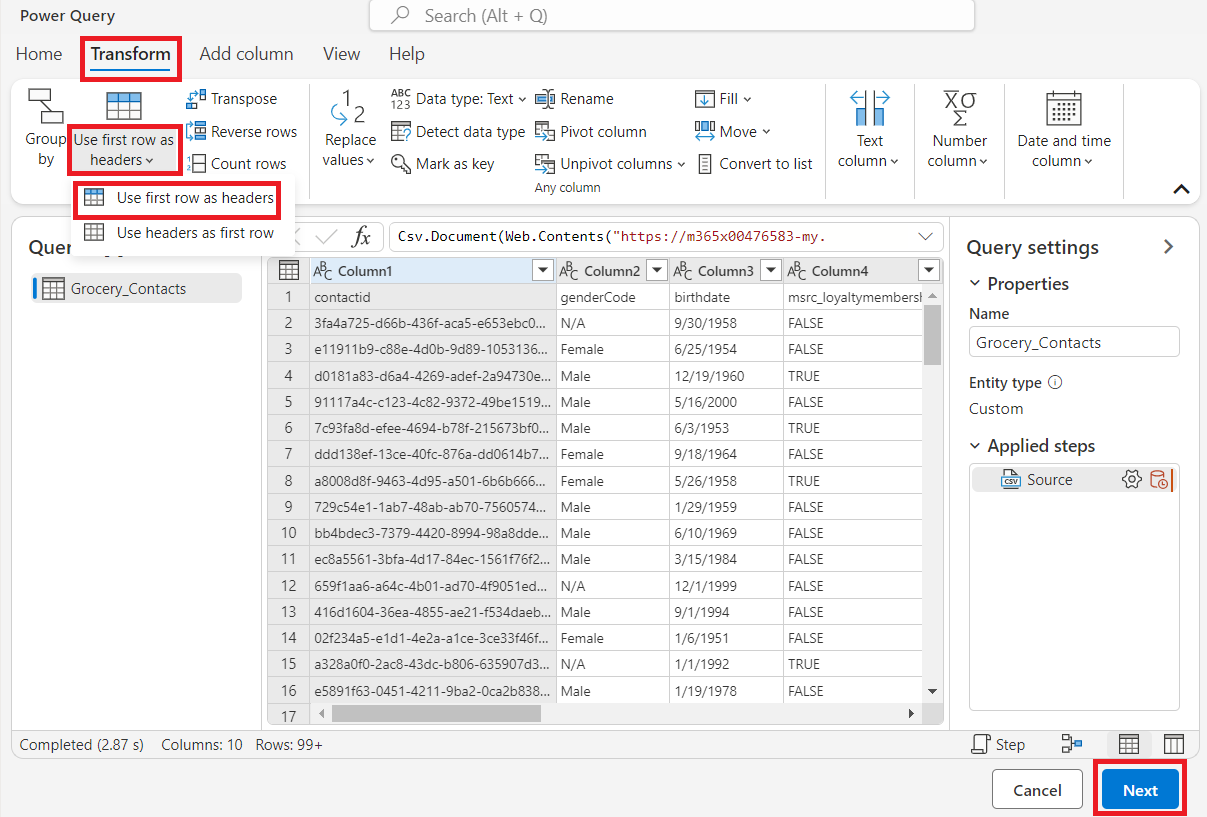 Power Query
Search (Alt + Q)
Home Transform Add column View Help
Group by
Use first row as headers
Transpose
Reverse rows
Count rows
Replace values
ABC 123 Data type: Text
Detect data type
Mark as key
Rename
Pivot column
Unpivot columns
Fill
Move
Convert to list
Any column
Text column
Number column
Date and time column
Use first row as headers
Use headers as first row
Quer
Grocery_Contacts
fx Csv.Document(Web.Contents("https://m365x00476583-my.
Column1 Column2 Column3 Column4
1 contactid genderCode birthdate msrc_loyaltymembersh
2 3fa4a725-d66b-436f-aca5-e653ebc0... N/A 9/30/1958 FALSE
3 e11911b9-c88e-4d0b-9d89-1053136... Female 6/25/1954 FALSE
4 d0181a83-d6a4-4269-adef-2a94730e... Male 12/19/1960 TRUE
5 91117a4c-c123-4c82-9372-49be1519... Male 5/16/2000 FALSE
6 7c93fa8d-efee-4694-b78f-215673bf0... Male 6/3/1953 TRUE
7 ddd138ef-13ce-40fc-876a-dd0614b7... Female 9/18/1964 FALSE
8 a8008d8f-9463-4d95-a501-6b6b666... Female 5/26/1958 TRUE
9 729c54e1-1ab7-48ab-ab70-7560574... Male 1/29/1959 FALSE
10 bb4bdec3-7379-4420-8994-98a8dde... Male 6/10/1969 FALSE
11 ec8a5561-3bfa-4d17-84ec-1561f76f2... Male 3/15/1984 FALSE
12 659f1aa6-a64c-4b01-ad70-4f9051ed... N/A 12/1/1999 FALSE
13 416d1604-36ea-4855-ae21-f534daeb... Male 9/1/1994 FALSE
14 02f234a5-e1d1-4e2a-a1ce-3ce33f46f... Female 1/6/1951 FALSE
15 a328a0f0-2ac8-43dc-b806-635907d3... N/A 1/1/1992 TRUE
16 e5891f63-0451-4211-9ba2-0ca2b838... Male 1/19/1978 FALSE
17
Query settings
Properties
Name
Grocery_Contacts
Entity type
Custom
Applied steps
CSV Source
Completed (2.87 s) Columns: 10 Rows: 99+
Step
Cancel Next